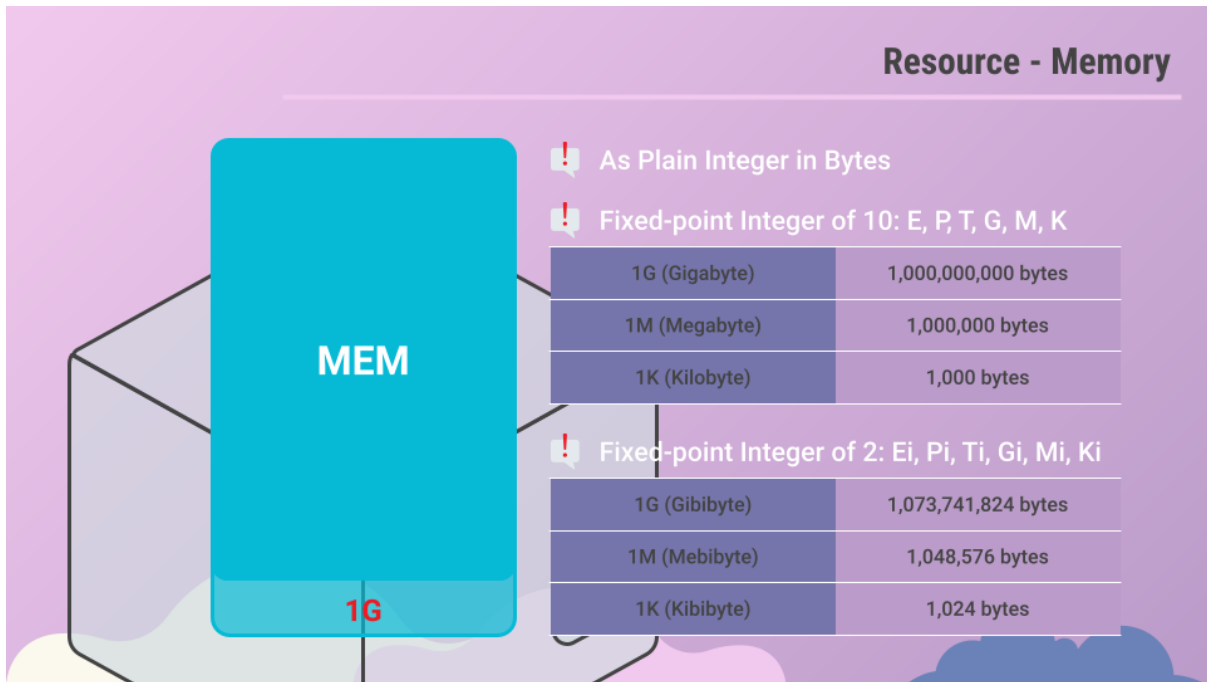 Resource - Memory
MEM
1G
! As Plain Integer in Bytes
! Fixed-point Integer of 10: E, P, T, G, M, K
1G (Gigabyte) 1,000,000,000 bytes
1M (Megabyte) 1,000,000 bytes
1K (Kilobyte) 1,000 bytes
! Fixed-point Integer of 2: Ei, Pi, Ti, Gi, Mi, Ki
1G (Gibibyte) 1,073,741,824 bytes
1M (Mebibyte) 1,048,576 bytes
1K (Kibibyte) 1,024 bytes